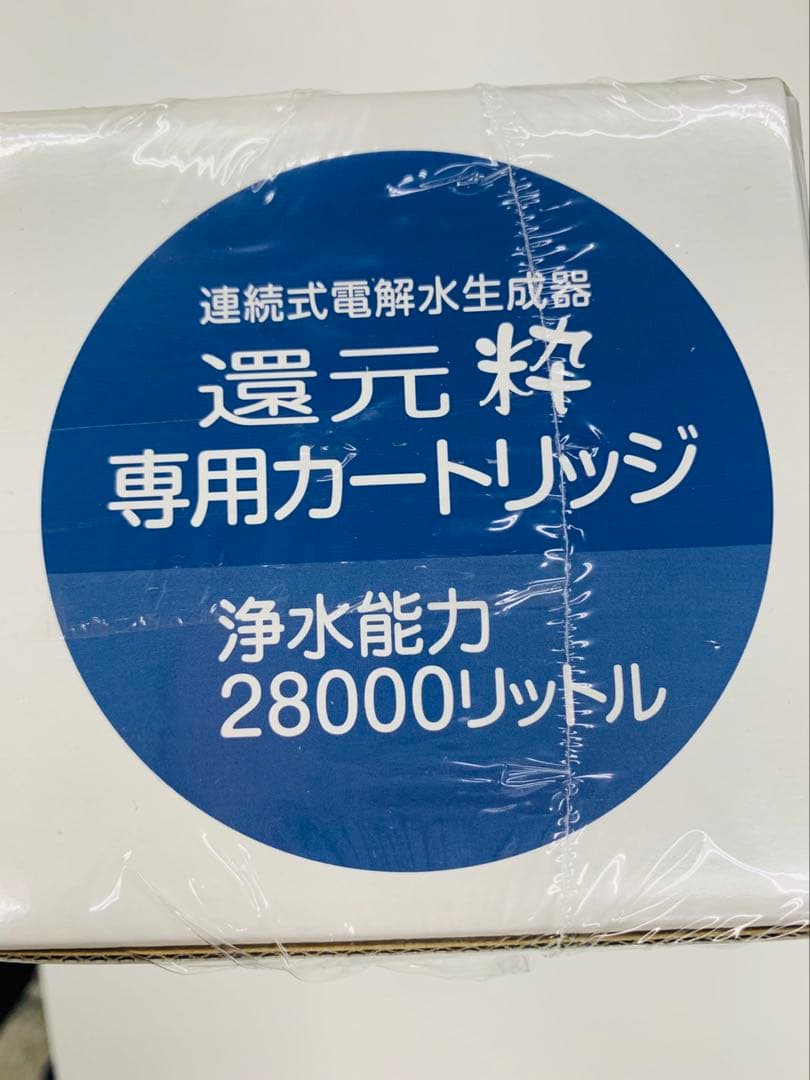 連続式電解水生成器
還元粋
専用カートリッジ
浄水能力
28000リットル